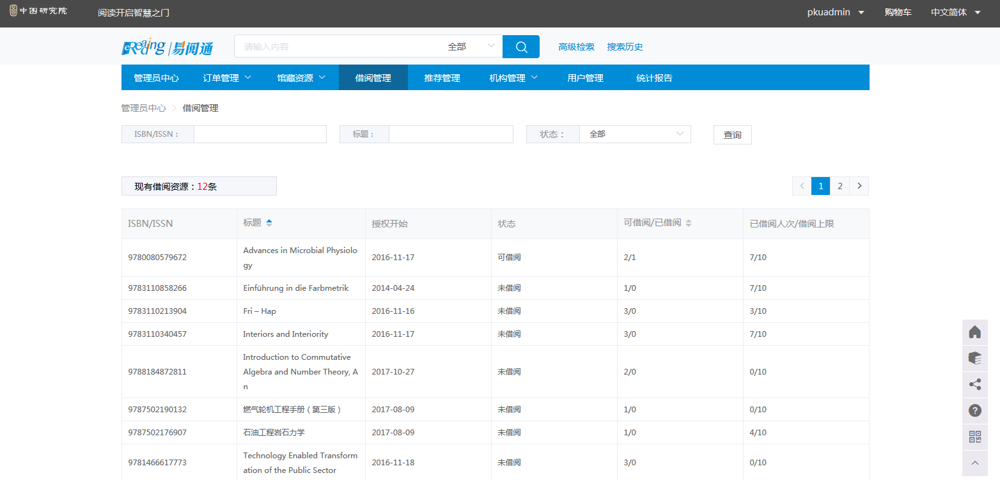 中图研究院 阅读开启智慧之门 pkuadmin 购物车 中文简体
eReading|易阅通 请输入内容 全部 高级检索 搜索历史
管理员中心 订单管理 馆藏资源 借阅管理 推荐管理 机构管理 用户管理 统计报告
管理员中心 借阅管理
ISBN/ISSN： 标题： 状态： 全部 查询
现有借阅资源：12条 < 1 2 >
ISBN/ISSN 标题 授权开始 状态 可借阅/已借阅 已借阅人次/借阅上限
9780080579672 Advances in Microbial Physiolo 2016-11-17 可借阅 2/1 7/10
gy
9783110858266 Einführung in die Farbmetrik 2014-04-24 未借阅 1/0 7/10
9783110213904 Fri – Hap 2016-11-16 未借阅 3/0 3/10
9783110340457 Interiors and Interiority 2016-11-17 未借阅 3/0 7/10
Introduction to Commutative
9788184872811 Algebra and Number Theory, A 2017-10-27 未借阅 2/0 0/10
n
9787502190132 燃气轮机工程手册（第三版） 2017-08-09 未借阅 1/0 0/10
9787502176907 石油工程岩石力学 2017-08-09 未借阅 1/0 4/10
9781466617773 Technology Enabled Transform 2016-11-18 未借阅 3/0 0/10
ation of the Public Sector